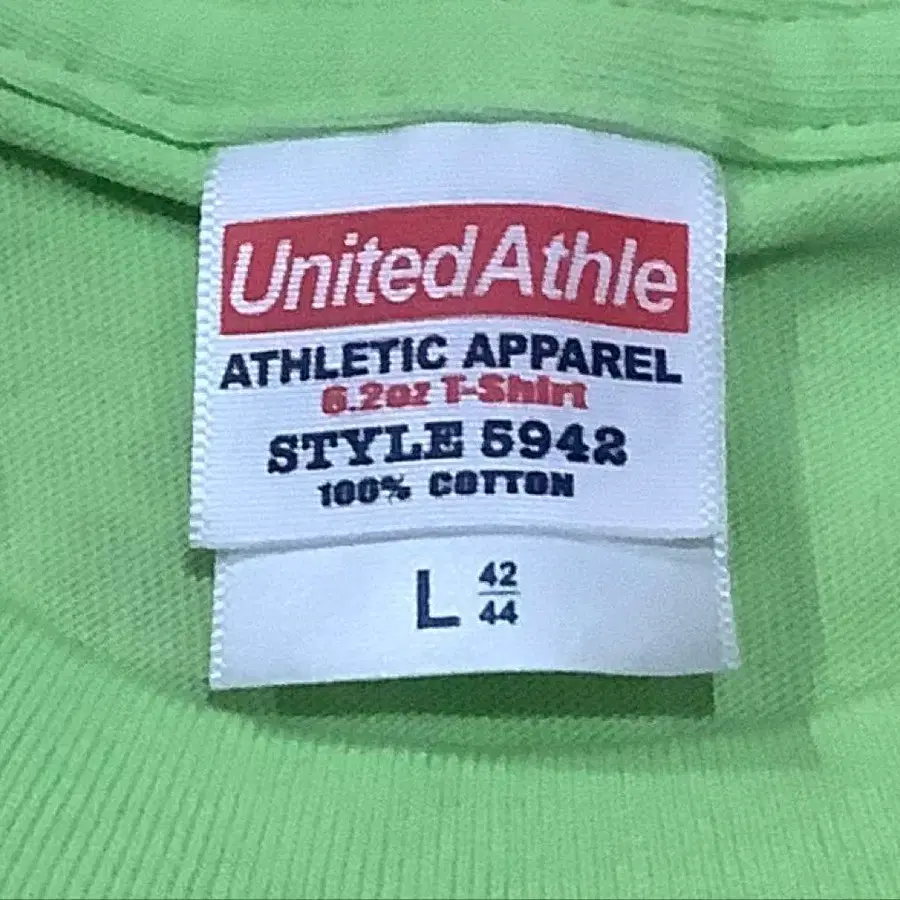 UnitedAthle
ATHLETIC APPAREL
6.2oz T-Shirt
STYLE 5942
100% COTTON
L 42/44